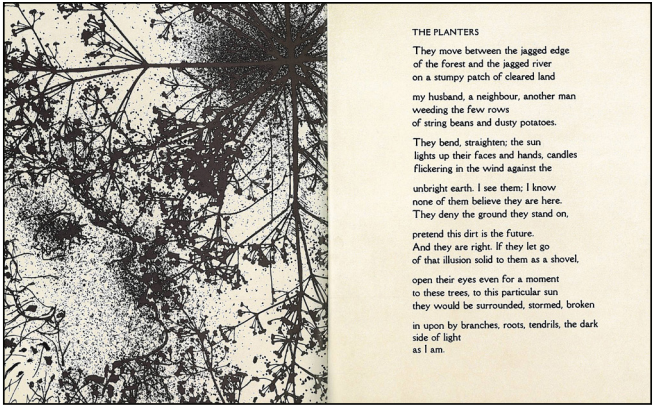 THE PLANTERS
They move between the jagged edge
of the forest and the jagged river
on a stumpy patch of cleared land
my husband, a neighbour, another man
weeding the few rows
of string beans and dusty potatoes.
They bend, straighten; the sun
lights up their faces and hands, candles
flickering in the wind against the
unbright earth. I see them; I know
none of them believe they are here.
They deny the ground they stand on,
pretend this dirt is the future.
And they are right. If they let go
of that illusion solid to them as a shovel,
open their eyes even for a moment
to these trees, to this particular sun
they would be surrounded, stormed, broken
in upon by branches, roots, tendrils, the dark
side of light
as I am.